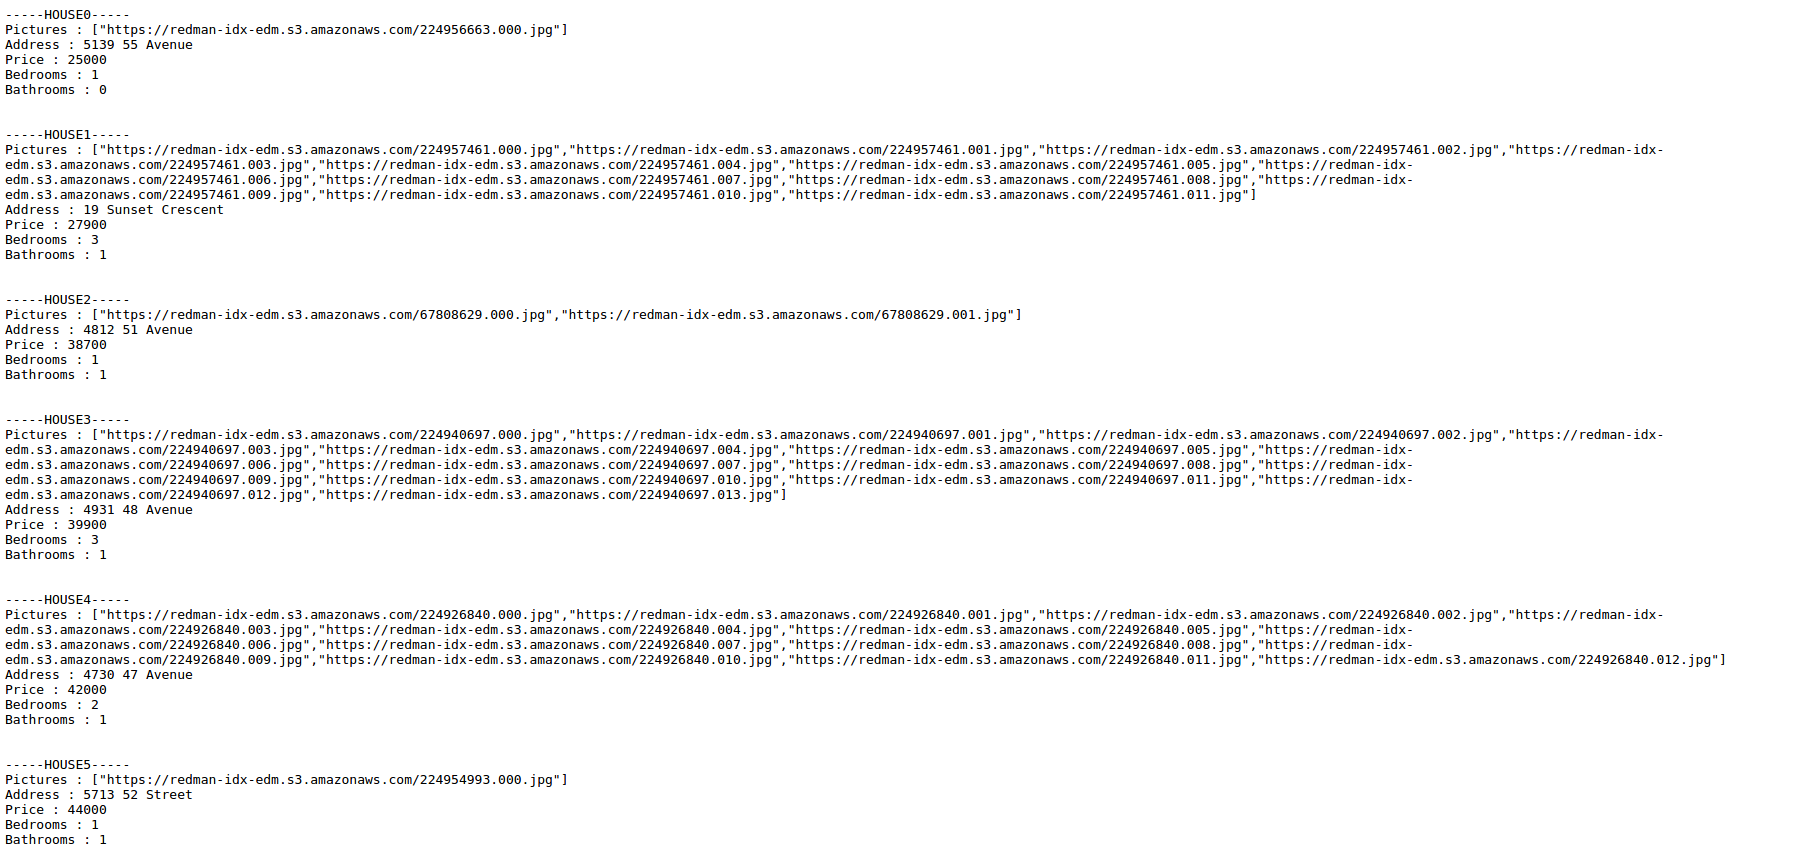 -----HOUSE0-----
Pictures : ["https://redman-idx-edm.s3.amazonaws.com/224956663.000.jpg"]
Address : 5139 55 Avenue
Price : 25000
Bedrooms : 1
Bathrooms : 0
-----HOUSE1-----
Pictures : ["https://redman-idx-edm.s3.amazonaws.com/224957461.000.jpg","https://redman-idx-edm.s3.amazonaws.com/224957461.001.jpg","https://redman-idx-edm.s3.amazonaws.com/224957461.002.jpg","https://redman-idx-
edm.s3.amazonaws.com/224957461.003.jpg","https://redman-idx-edm.s3.amazonaws.com/224957461.004.jpg","https://redman-idx-edm.s3.amazonaws.com/224957461.005.jpg","https://redman-idx-
edm.s3.amazonaws.com/224957461.006.jpg","https://redman-idx-edm.s3.amazonaws.com/224957461.007.jpg","https://redman-idx-edm.s3.amazonaws.com/224957461.008.jpg","https://redman-idx-
edm.s3.amazonaws.com/224957461.009.jpg","https://redman-idx-edm.s3.amazonaws.com/224957461.010.jpg","https://redman-idx-edm.s3.amazonaws.com/224957461.011.jpg"]
Address : 19 Sunset Crescent
Price : 27900
Bedrooms : 3
Bathrooms : 1
-----HOUSE2-----
Pictures : ["https://redman-idx-edm.s3.amazonaws.com/67808629.000.jpg","https://redman-idx-edm.s3.amazonaws.com/67808629.001.jpg"]
Address : 4812 51 Avenue
Price : 38700
Bedrooms : 1
Bathrooms : 1
-----HOUSE3-----
Pictures : ["https://redman-idx-edm.s3.amazonaws.com/224940697.000.jpg","https://redman-idx-edm.s3.amazonaws.com/224940697.001.jpg","https://redman-idx-edm.s3.amazonaws.com/224940697.002.jpg","https://redman-idx-
edm.s3.amazonaws.com/224940697.003.jpg","https://redman-idx-edm.s3.amazonaws.com/224940697.004.jpg","https://redman-idx-edm.s3.amazonaws.com/224940697.005.jpg","https://redman-idx-
edm.s3.amazonaws.com/224940697.006.jpg","https://redman-idx-edm.s3.amazonaws.com/224940697.007.jpg","https://redman-idx-edm.s3.amazonaws.com/224940697.008.jpg","https://redman-idx-
edm.s3.amazonaws.com/224940697.009.jpg","https://redman-idx-edm.s3.amazonaws.com/224940697.010.jpg","https://redman-idx-edm.s3.amazonaws.com/224940697.011.jpg","https://redman-idx-
edm.s3.amazonaws.com/224940697.012.jpg","https://redman-idx-edm.s3.amazonaws.com/224940697.013.jpg"]
Address : 4931 48 Avenue
Price : 39900
Bedrooms : 3
Bathrooms : 1
-----HOUSE4-----
Pictures : ["https://redman-idx-edm.s3.amazonaws.com/224926840.000.jpg","https://redman-idx-edm.s3.amazonaws.com/224926840.001.jpg","https://redman-idx-edm.s3.amazonaws.com/224926840.002.jpg","https://redman-idx-
edm.s3.amazonaws.com/224926840.003.jpg","https://redman-idx-edm.s3.amazonaws.com/224926840.004.jpg","https://redman-idx-edm.s3.amazonaws.com/224926840.005.jpg","https://redman-idx-
edm.s3.amazonaws.com/224926840.006.jpg","https://redman-idx-edm.s3.amazonaws.com/224926840.007.jpg","https://redman-idx-edm.s3.amazonaws.com/224926840.008.jpg","https://redman-idx-
edm.s3.amazonaws.com/224926840.009.jpg","https://redman-idx-edm.s3.amazonaws.com/224926840.010.jpg","https://redman-idx-edm.s3.amazonaws.com/224926840.011.jpg","https://redman-idx-edm.s3.amazonaws.com/224926840.012.jpg"]
Address : 4730 47 Avenue
Price : 42000
Bedrooms : 2
Bathrooms : 1
-----HOUSE5-----
Pictures : ["https://redman-idx-edm.s3.amazonaws.com/224954993.000.jpg"]
Address : 5713 52 Street
Price : 44000
Bedrooms : 1
Bathrooms : 1